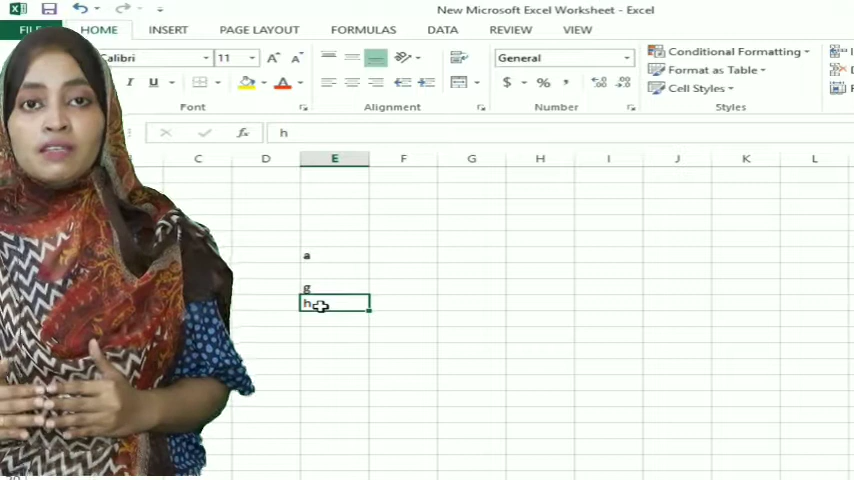 New Microsoft Excel Worksheet - Excel
FILE HOME INSERT PAGE LAYOUT FORMULAS DATA REVIEW VIEW
Calibri 11 A A General Conditional Formatting
I U A $ % , Format as Table
Cell Styles
Font Alignment Number Styles
fx h
C D E F G H I J K L
a
g
h